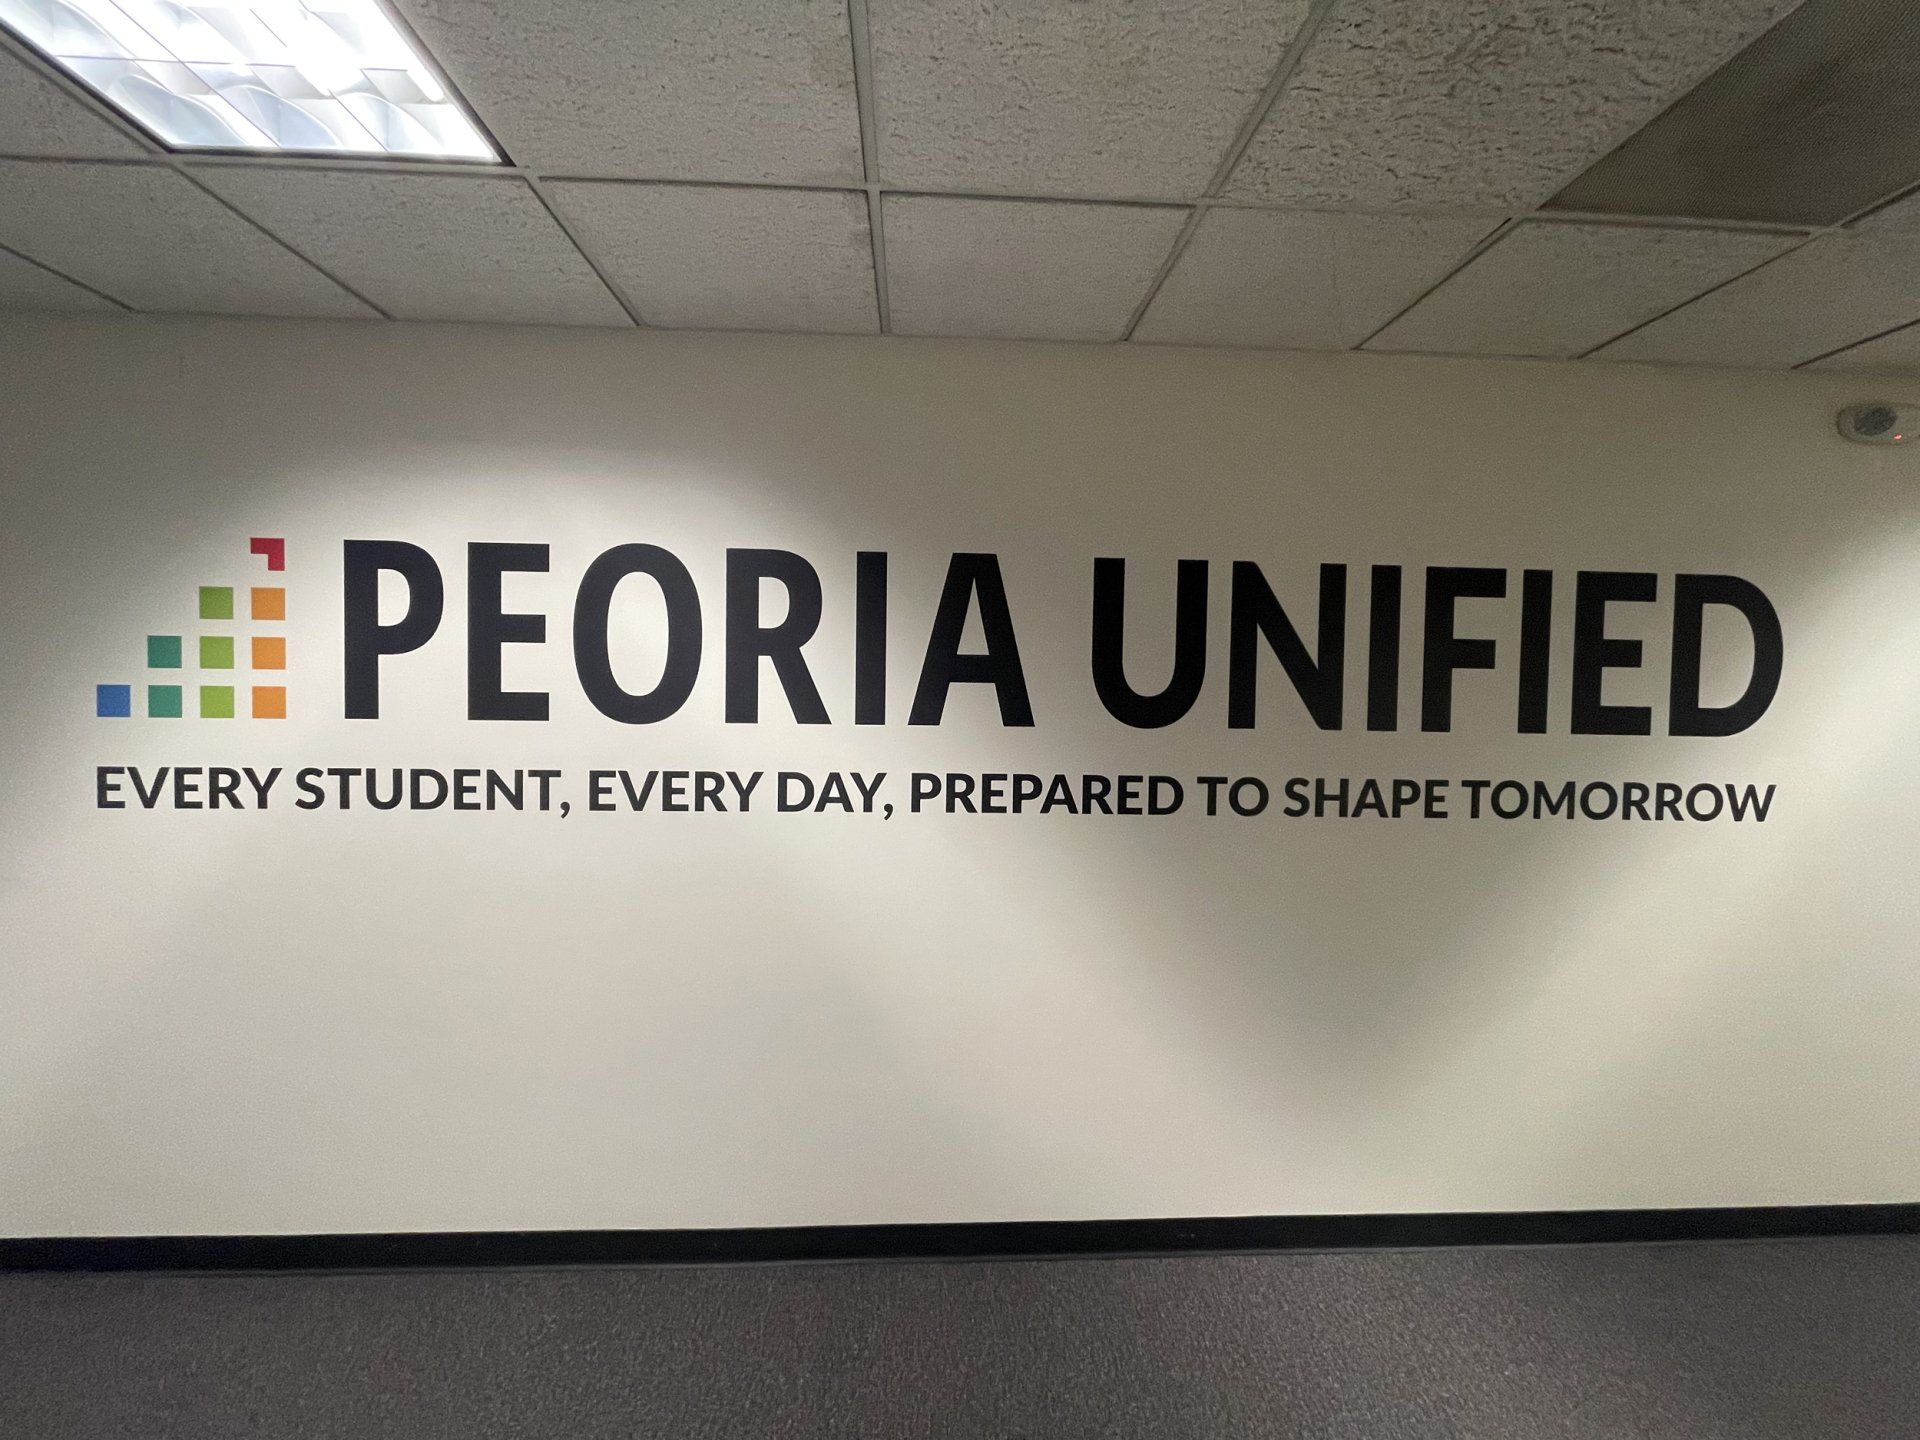 PEORIA UNIFIED
EVERY STUDENT, EVERY DAY, PREPARED TO SHAPE TOMORROW